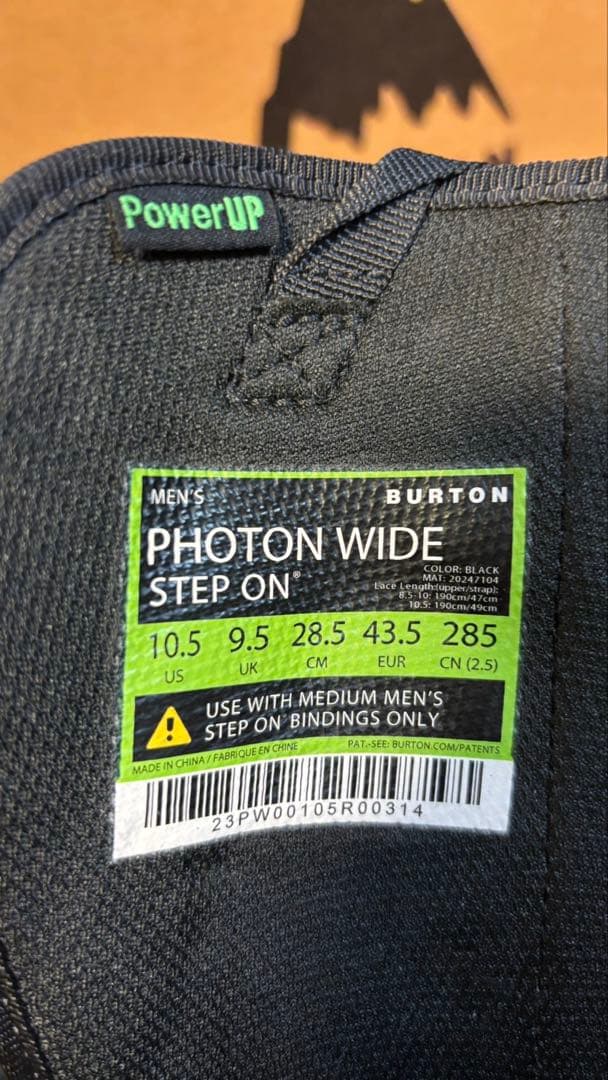 PowerUP
MEN'S
BURTON
PHOTON WIDE
STEP ON®
COLOR: BLACK
MAT: 20247104
Lace Length(upper/strap):
8.5-10: 190cm/47cm
10.5: 190cm/49cm
10.5 9.5 28.5 43.5 285
US UK CM EUR CN (2.5)
USE WITH MEDIUM MEN'S
STEP ON BINDINGS ONLY
MADE IN CHINA / FABRIQUE EN CHINE PAT.-SEE: BURTON.COM/PATENTS
23PW00105R00314